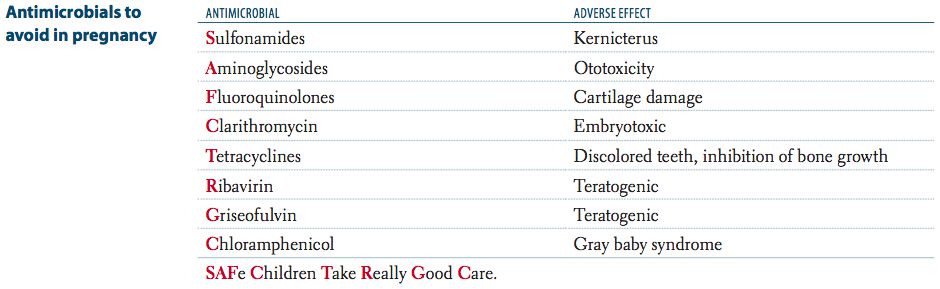 Antimicrobials to
avoid in pregnancy
ANTIMICROBIAL ADVERSE EFFECT
Sulfonamides Kernicterus
Aminoglycosides Ototoxicity
Fluoroquinolones Cartilage damage
Clarithromycin Embryotoxic
Tetracyclines Discolored teeth, inhibition of bone growth
Ribavirin Teratogenic
Griseofulvin Teratogenic
Chloramphenicol Gray baby syndrome
SAFe Children Take Really Good Care.